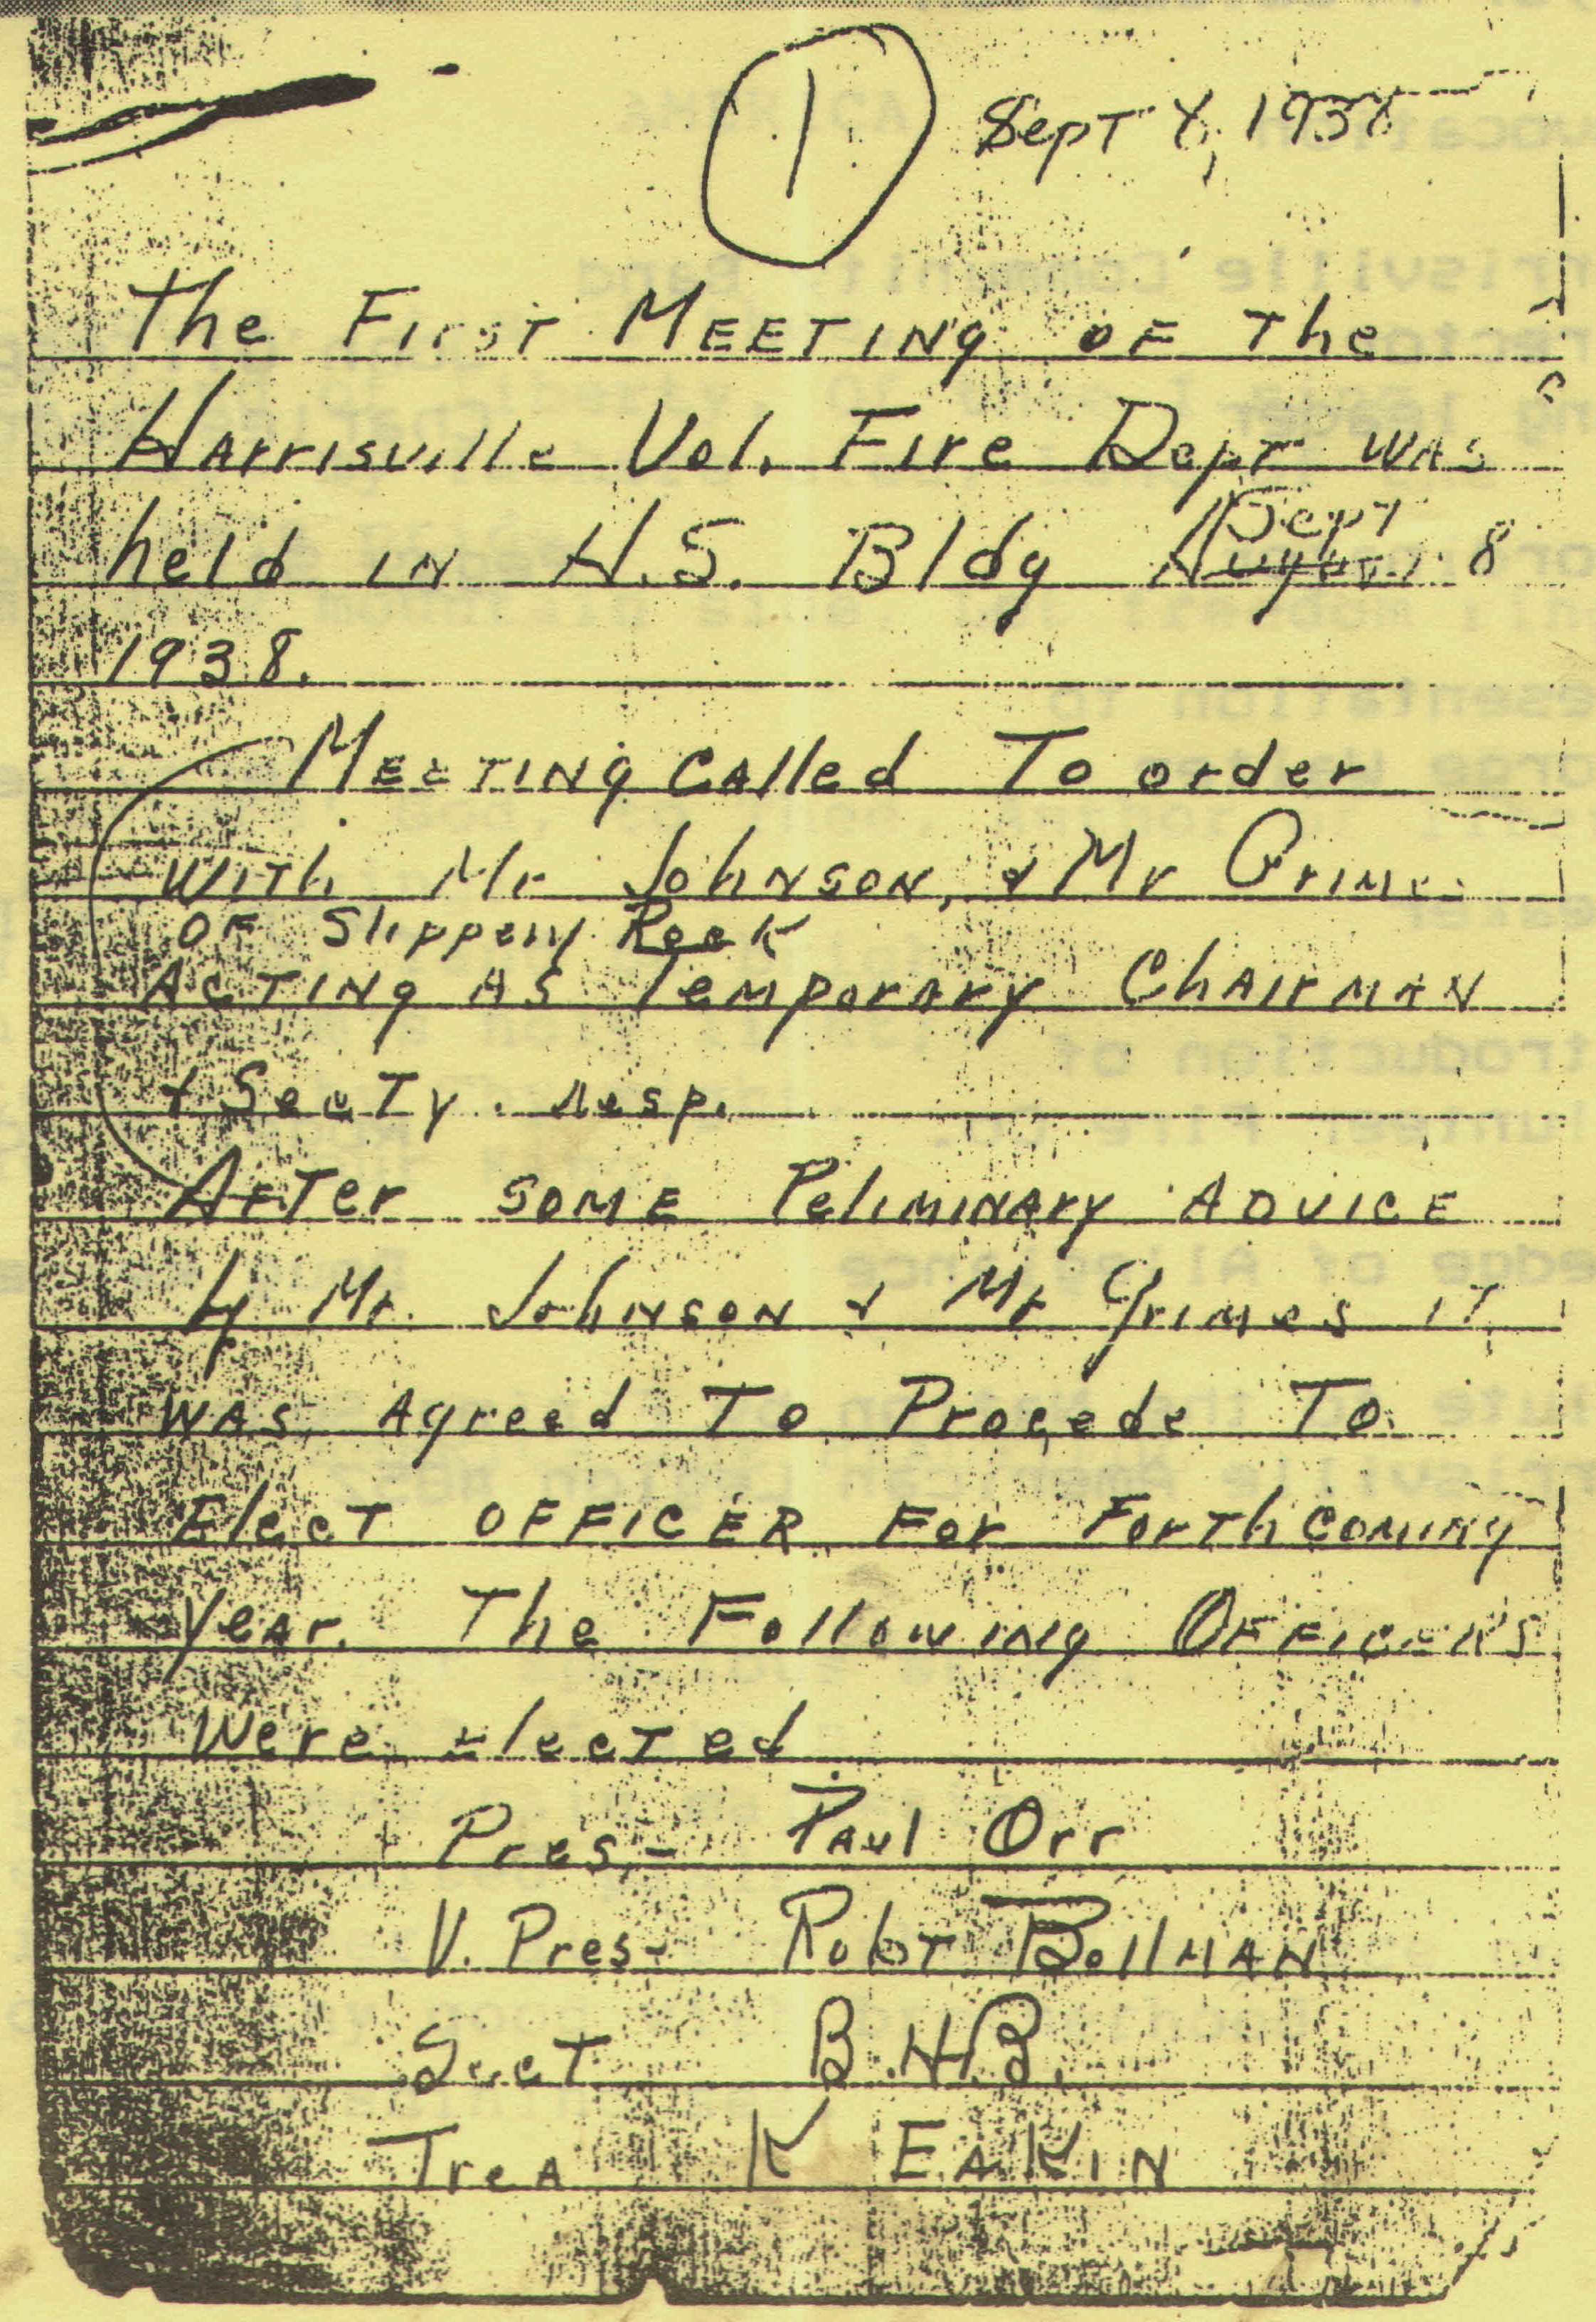 1
Sept 8, 1938
The First Meeting of the
Harrisville Vol. Fire Dept was
Sept
held in H.S. Bldg August 8
1938.
Meeting Called To order
with Mr Johnson, & Mr Grimes
of Slippery Rock
Acting as Temporary Chairman
& Secty. resp.
After some Peliminary Advice
by Mr. Johnson & Mr Grimes it
was agreed To Procede To
Elect officer for forthcoming
year. The Following Officers
were elected
Pres.- Paul Orr
V. Pres- Robt Bollman
Sect B.H.B.
Trea K Eakin